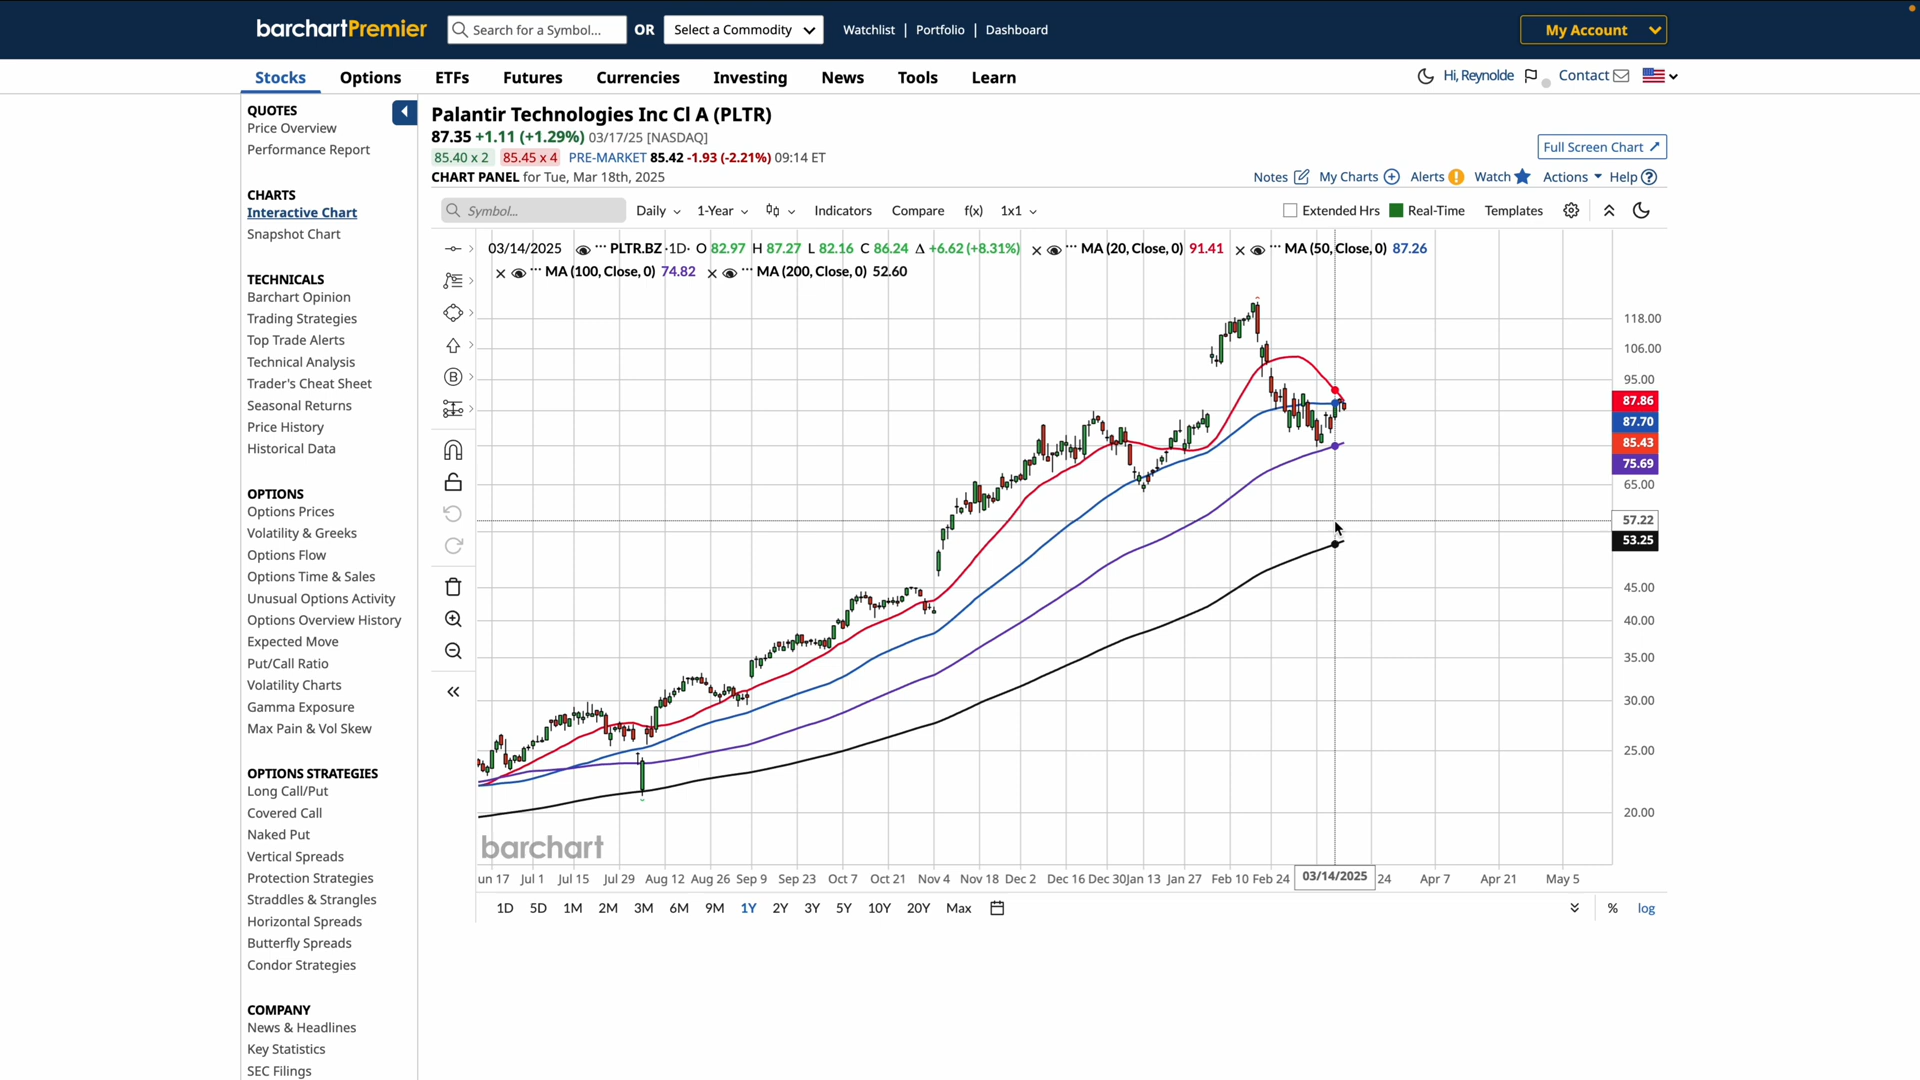 barchartPremier Search for a Symbol... OR Select a Commodity Watchlist | Portfolio | Dashboard My Account
Stocks Options ETFs Futures Currencies Investing News Tools Learn Hi, Reynolde Contact
QUOTES
Price Overview
Performance Report
CHARTS
Interactive Chart
Snapshot Chart
TECHNICALS
Barchart Opinion
Trading Strategies
Top Trade Alerts
Technical Analysis
Trader's Cheat Sheet
Seasonal Returns
Price History
Historical Data
OPTIONS
Options Prices
Volatility & Greeks
Options Flow
Options Time & Sales
Unusual Options Activity
Options Overview History
Expected Move
Put/Call Ratio
Volatility Charts
Gamma Exposure
Max Pain & Vol Skew
OPTIONS STRATEGIES
Long Call/Put
Covered Call
Naked Put
Vertical Spreads
Protection Strategies
Straddles & Strangles
Horizontal Spreads
Butterfly Spreads
Condor Strategies
COMPANY
News & Headlines
Key Statistics
SEC Filings
Palantir Technologies Inc Cl A (PLTR)
87.35 +1.11 (+1.29%) 03/17/25 [NASDAQ]
85.40 x 2 85.45 x 4 PRE-MARKET 85.42 -1.93 (-2.21%) 09:14 ET
Full Screen Chart
CHART PANEL for Tue, Mar 18th, 2025
Notes My Charts Alerts Watch Actions Help
Symbol... Daily 1-Year Indicators Compare f(x) 1x1 Extended Hrs Real-Time Templates
03/14/2025 PLTR.BZ ·1D· O 82.97 H 87.27 L 82.16 C 86.24 Δ +6.62 (+8.31%) MA (20, Close, 0) 91.41 MA (50, Close, 0) 87.26
MA (100, Close, 0) 74.82 MA (200, Close, 0) 52.60
118.00
106.00
95.00
87.86
87.70
85.43
75.69
65.00
57.22
53.25
45.00
40.00
35.00
30.00
25.00
20.00
barchart
un 17 Jul 1 Jul 15 Jul 29 Aug 12 Aug 26 Sep 9 Sep 23 Oct 7 Oct 21 Nov 4 Nov 18 Dec 2 Dec 16 Dec 30 Jan 13 Jan 27 Feb 10 Feb 24 03/14/2025 24 Apr 7 Apr 21 May 5
1D 5D 1M 2M 3M 6M 9M 1Y 2Y 3Y 5Y 10Y 20Y Max % log